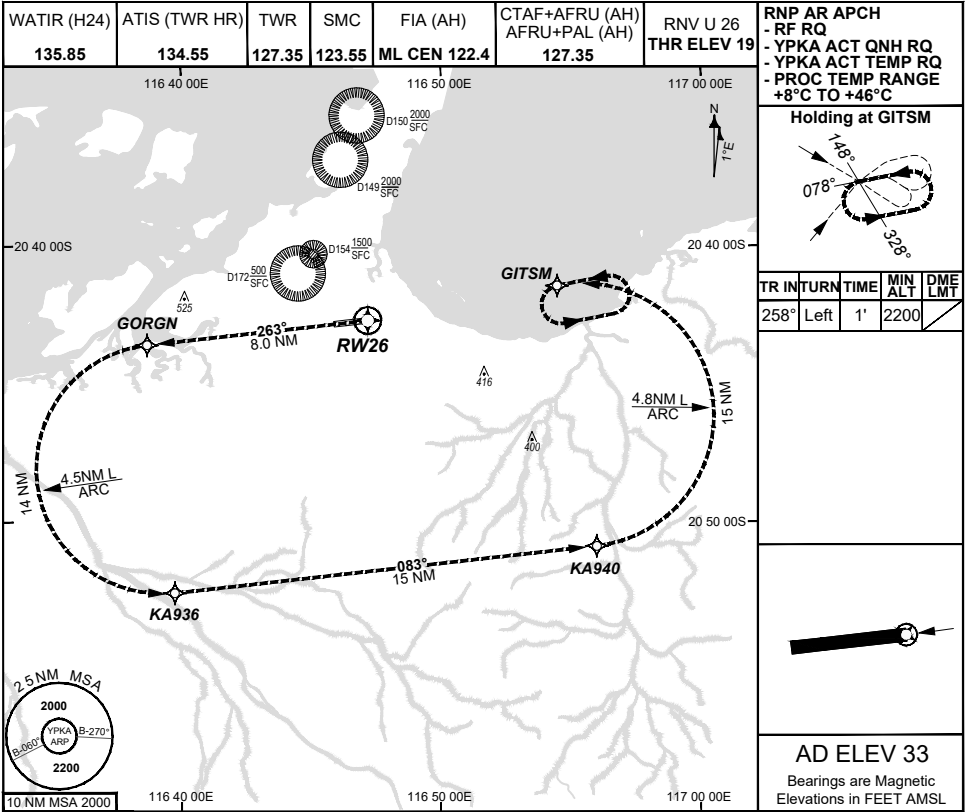 WATIR (H24)
135.85
ATIS (TWR HR)
134.55
TWR
127.35
SMC
123.55
FIA (AH)
ML CEN 122.4
CTAF+AFRU (AH)
AFRU+PAL (AH)
127.35
RNV U 26
THR ELEV 19
RNP AR APCH
- RF RQ
- YPKA ACT QNH RQ
- YPKA ACT TEMP RQ
- PROC TEMP RANGE
+8°C TO +46°C
116 40 00E
116 50 00E
117 00 00E
N
1°E
D150 2000
SFC
D149 2000
SFC
20 40 00S
20 40 00S
D154 1500
SFC
D172 500
SFC
525
GORGN
263°
8.0 NM
RW26
GITSM
416
400
4.8NM L
ARC
15 NM
4.5NM L
ARC
14 NM
20 50 00S
083°
15 NM
KA940
KA936
25NM MSA
2000
YPKA
ARP
B-060°
B-270°
2200
10 NM MSA 2000
116 40 00E
116 50 00E
117 00 00E
Holding at GITSM
148°
078°
328°
TR IN
TURN
TIME
MIN
ALT
DME
LMT
258°
Left
1'
2200
AD ELEV 33
Bearings are Magnetic
Elevations in FEET AMSL